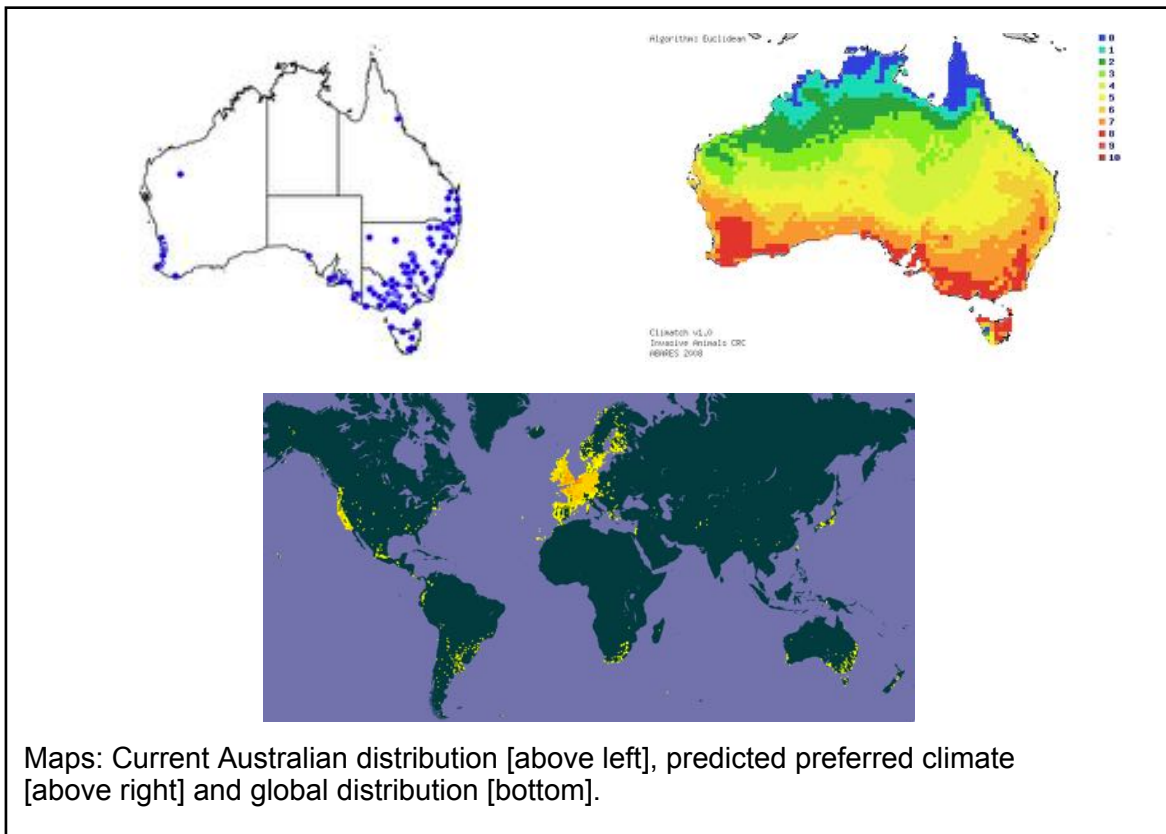 Algorithm: Euclidean
0
1
2
3
4
5
6
7
8
9
10
Climatch v1.0
Invasive Animals CRC
ABARES 2008
Maps: Current Australian distribution [above left], predicted preferred climate
[above right] and global distribution [bottom].